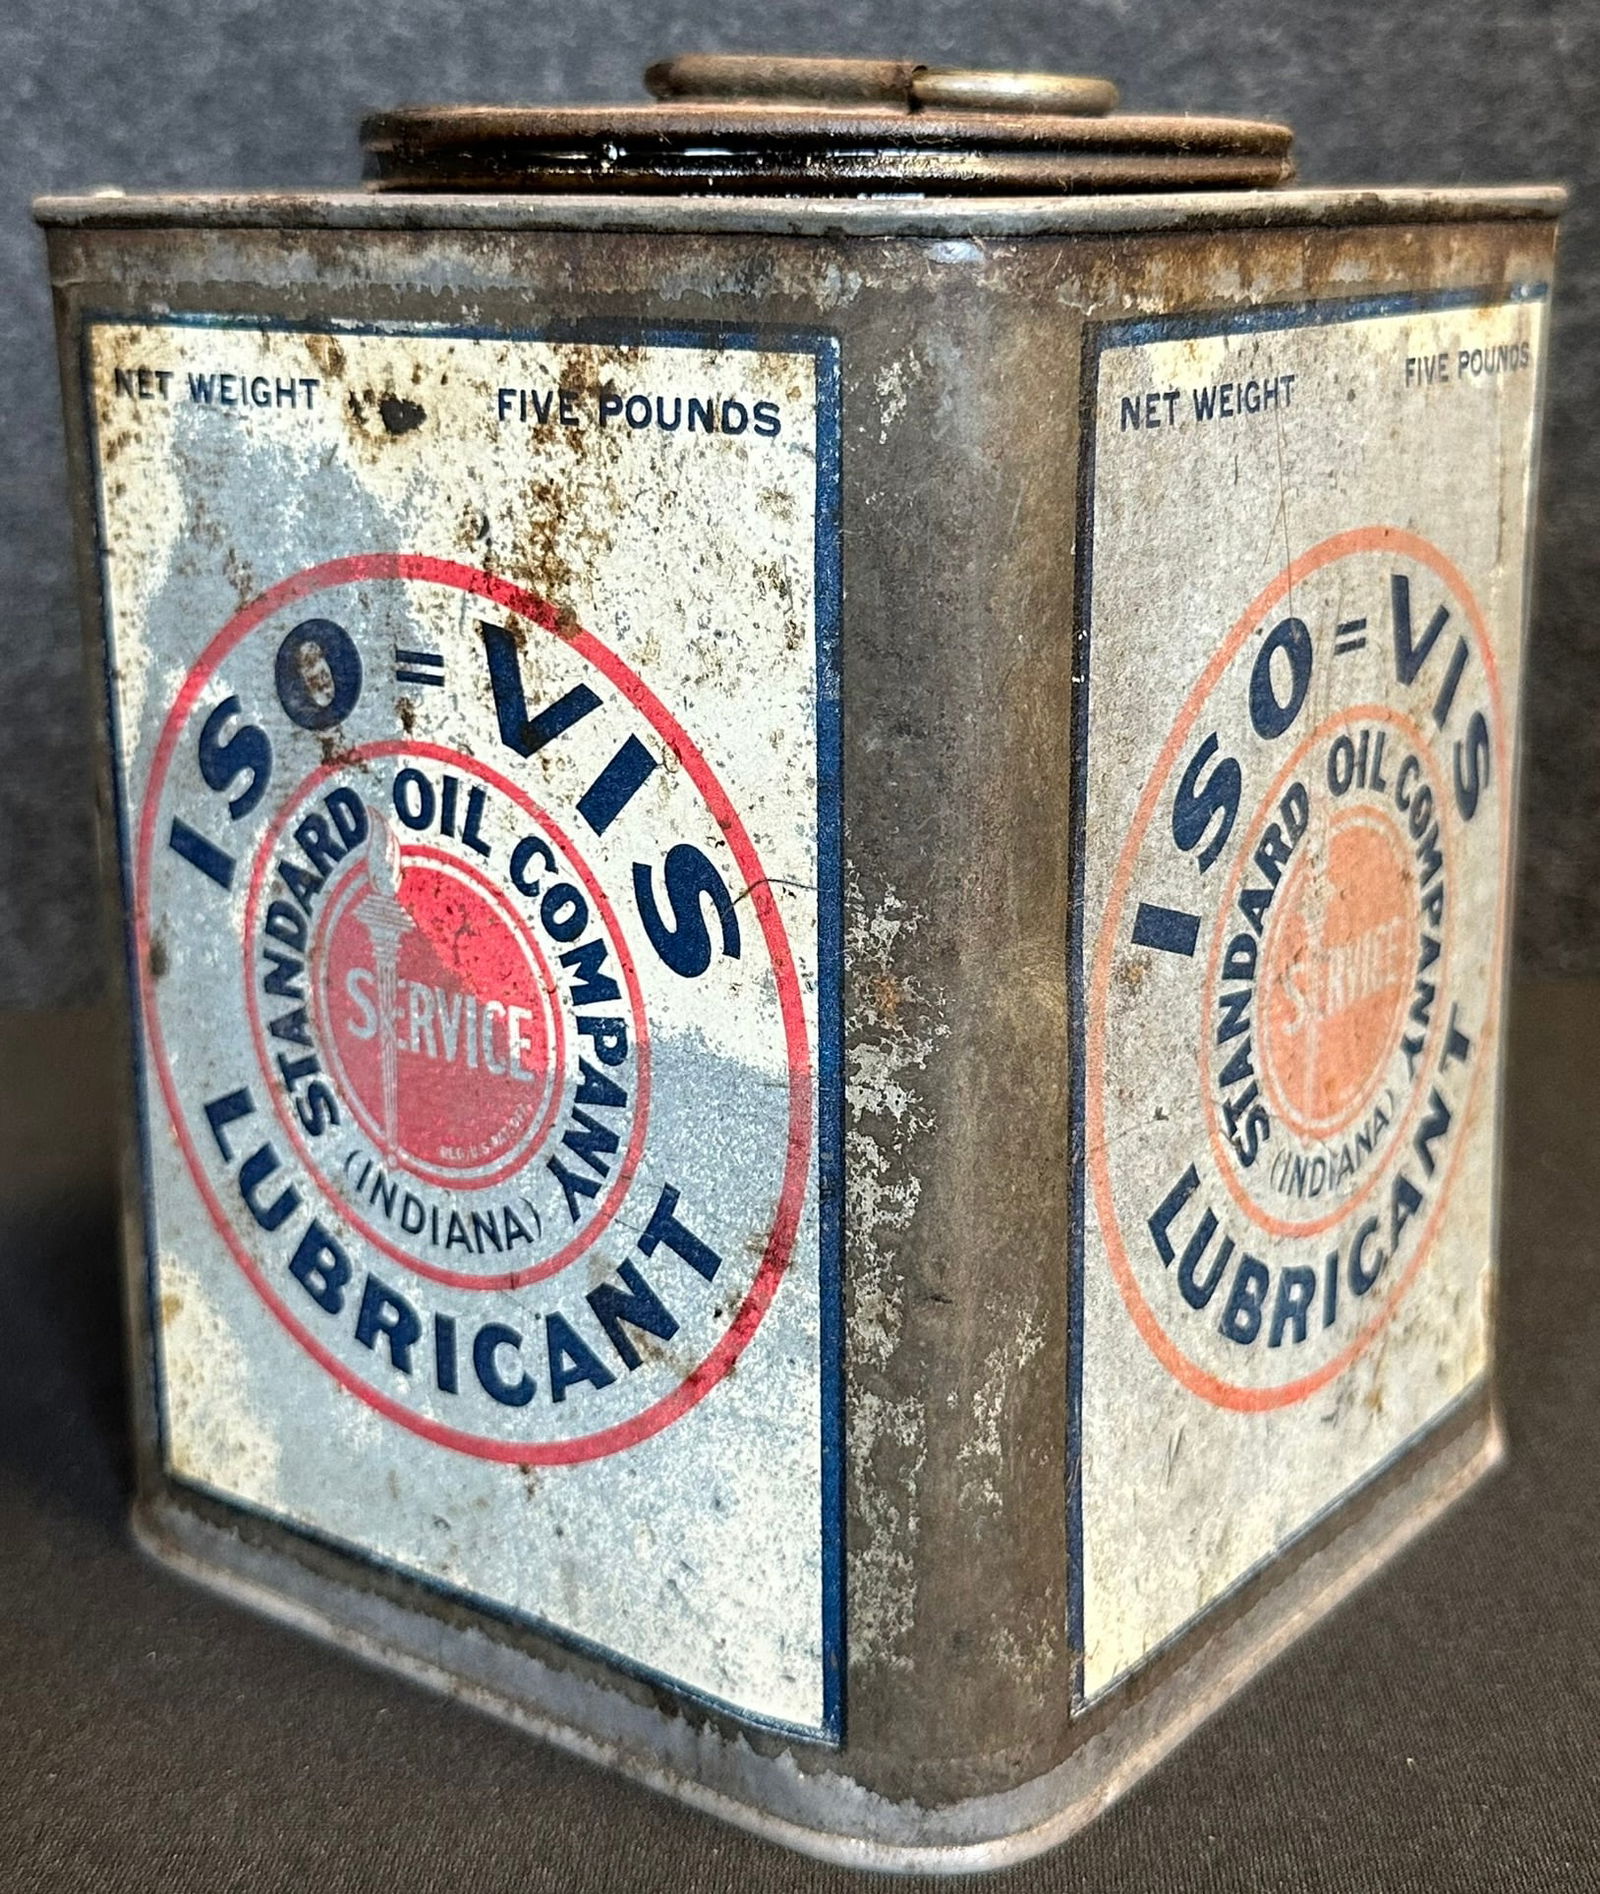 NET WEIGHT FIVE POUNDS
ISO=VIS
STANDARD OIL COMPANY
SERVICE
(INDIANA)
LUBRICANT
NET WEIGHT FIVE POUNDS
ISO=VIS
STANDARD OIL COMPANY
SERVICE
(INDIANA)
LUBRICANT